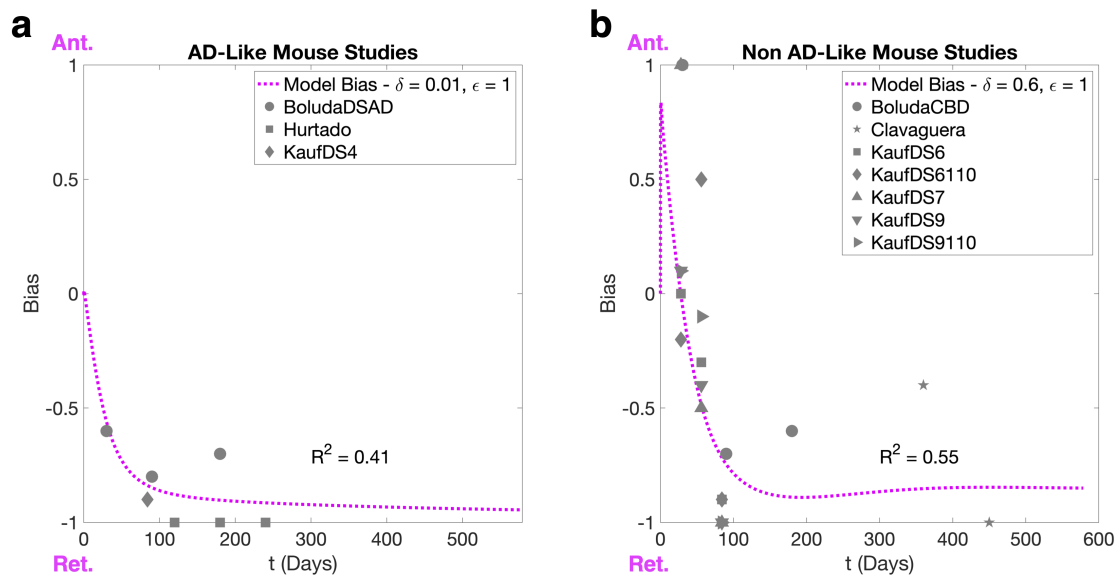 a
Ant.
AD-Like Mouse Studies
1
0.5
0
-0.5
-1
Bias
Model Bias - δ = 0.01, ϵ = 1
BoludaDSAD
Hurtado
KaufDS4
R² = 0.41
0 100 200 300 400 500
t (Days)
Ret.
b
Ant.
Non AD-Like Mouse Studies
1
0.5
0
-0.5
-1
Bias
Model Bias - δ = 0.6, ϵ = 1
BoludaCBD
Clavaguera
KaufDS6
KaufDS6110
KaufDS7
KaufDS9
KaufDS9110
R² = 0.55
0 100 200 300 400 500 600
t (Days)
Ret.